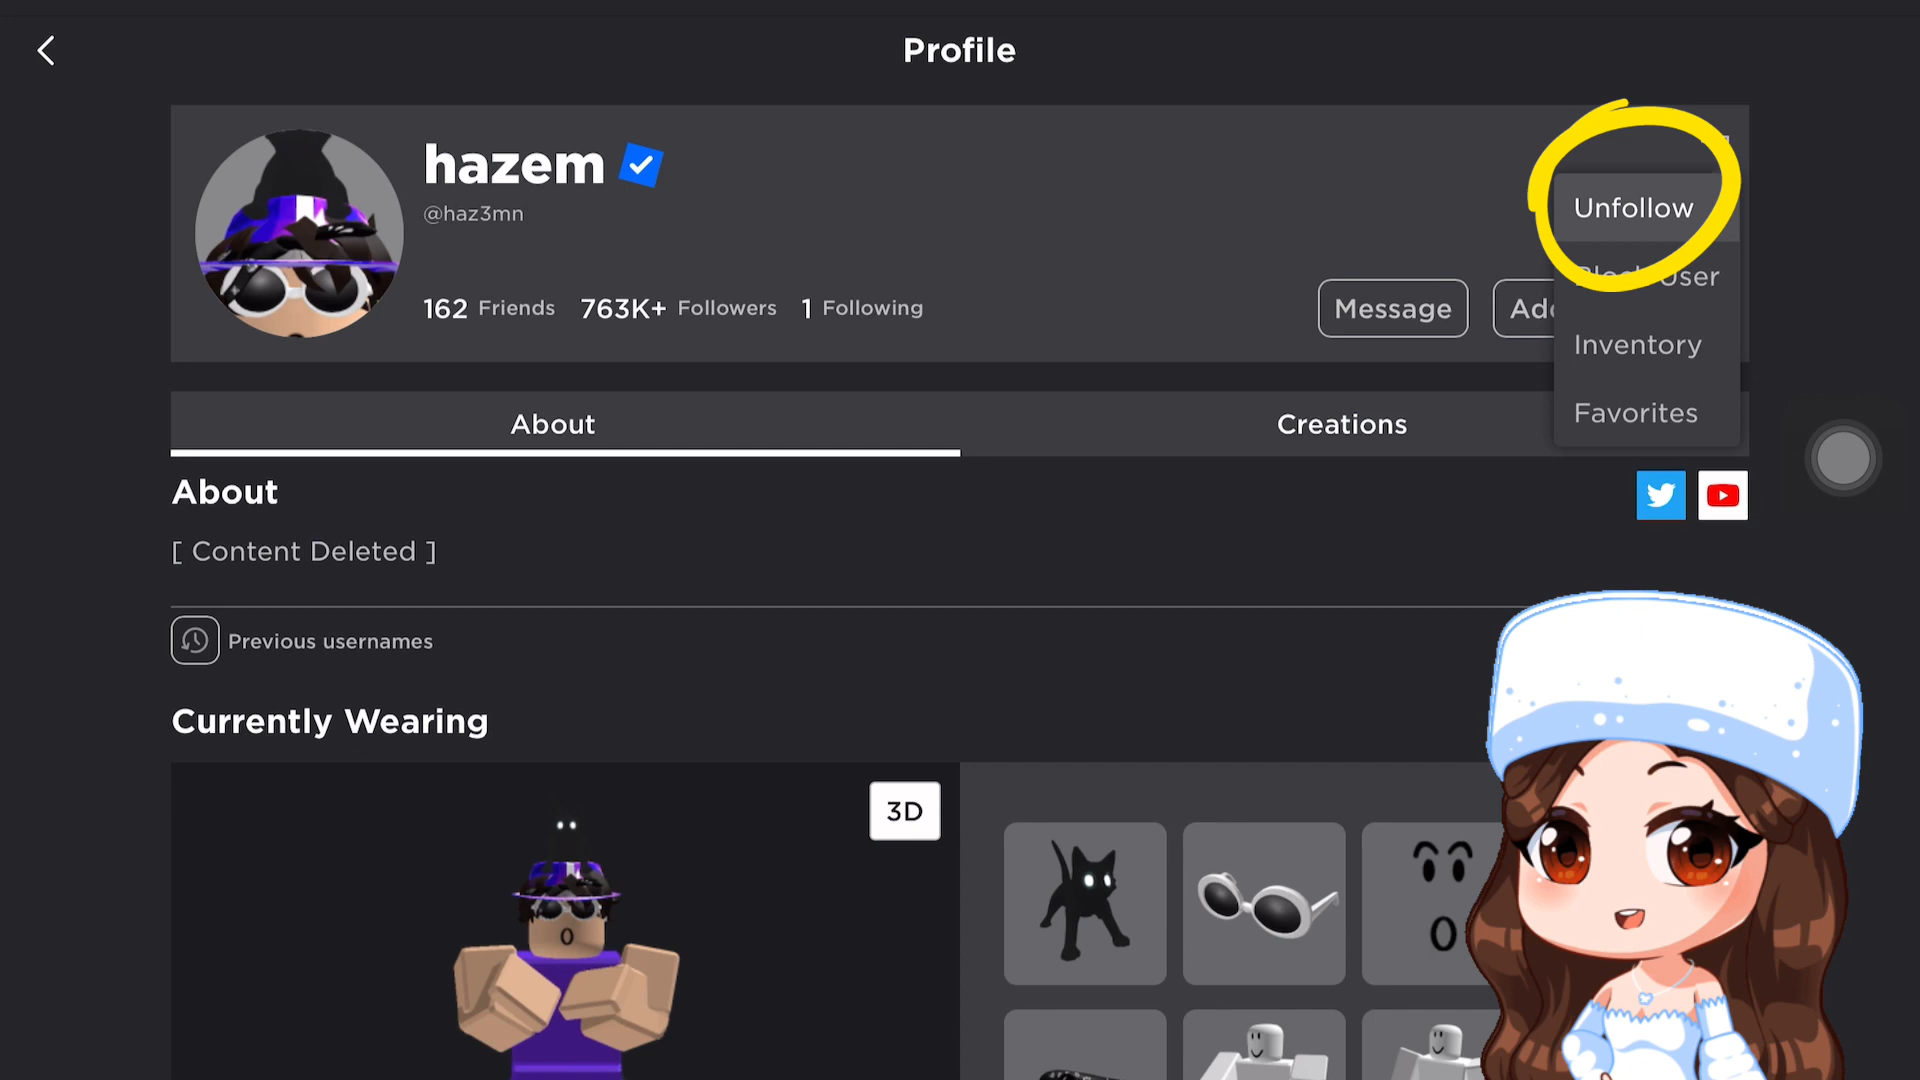 Profile
hazem
@haz3mn
162 Friends 763K+ Followers 1 Following
Message
Unfollow
User
Inventory
Favorites
About
Creations
About
[ Content Deleted ]
Previous usernames
Currently Wearing
3D